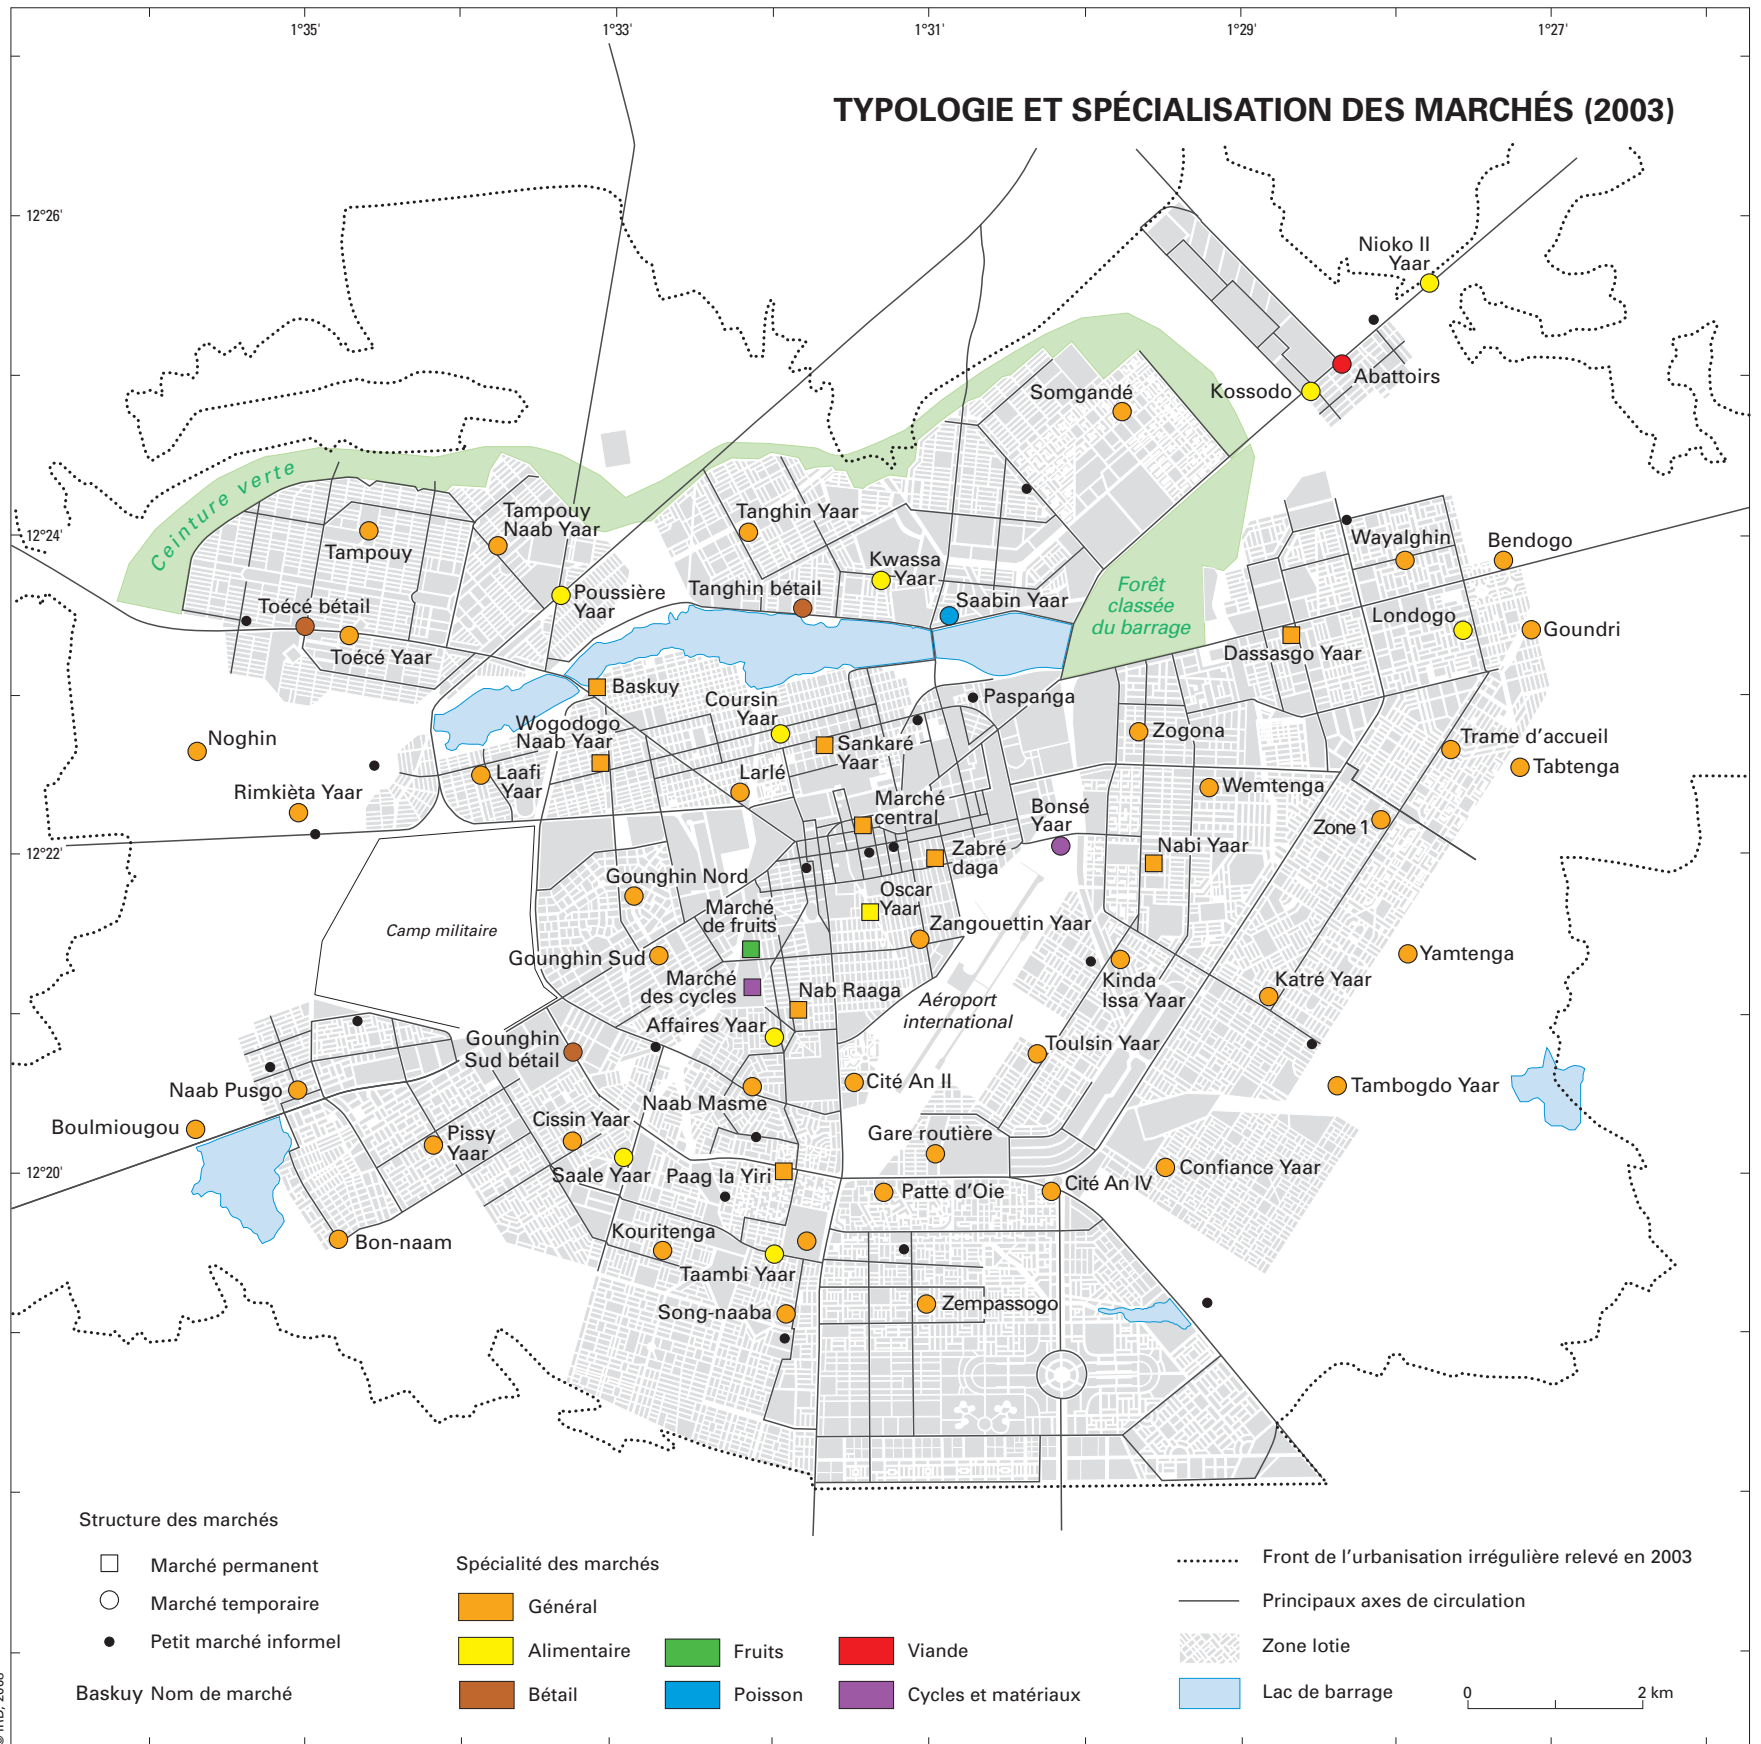 1°35'
1°33'
1°31'
1°29'
1°27'
TYPOLOGIE ET SPÉCIALISATION DES MARCHÉS (2003)
12°26'
12°24'
12°22'
12°20'
Nioko II
Yaar
Abattoirs
Kossodo
Somgandé
Ceinture verte
Tampouy
Tampouy
Naab Yaar
Tanghin Yaar
Kwassa
Yaar
Tanghin bétail
Poussière
Yaar
Saabin Yaar
Forêt
classée
du barrage
Wayalghin
Bendogo
Londogo
Goundri
Dassasgo Yaar
Toécé bétail
Toécé Yaar
Baskuy
Coursin
Yaar
Paspanga
Wogodogo
Naab Yaar
Sankaré
Yaar
Zogona
Trame d'accueil
Tabtenga
Noghin
Laafi
Yaar
Larlé
Wemtenga
Rimkièta Yaar
Marché
central
Bonsé
Yaar
Zone 1
Nabi Yaar
Zabré
daga
Gounghin Nord
Oscar
Yaar
Marché
de fruits
Zangouettin Yaar
Camp militaire
Gounghin Sud
Marché
des cycles
Nab Raaga
Kinda
Issa Yaar
Katré Yaar
Yamtenga
Aéroport
international
Affaires Yaar
Gounghin
Sud bétail
Toulsin Yaar
Naab Pusgo
Cité An II
Tambogdo Yaar
Naab Masme
Boulmiougou
Pissy
Yaar
Cissin Yaar
Gare routière
Saale Yaar
Paag la Yiri
Confiance Yaar
Cité An IV
Patte d'Oie
Bon-naam
Kouritenga
Taambi Yaar
Song-naaba
Zempassogo
Structure des marchés
Marché permanent
Marché temporaire
Petit marché informel
Baskuy Nom de marché
Spécialité des marchés
Général
Alimentaire
Bétail
Fruits
Poisson
Viande
Cycles et matériaux
Front de l'urbanisation irrégulière relevé en 2003
Principaux axes de circulation
Zone lotie
Lac de barrage
0 2 km